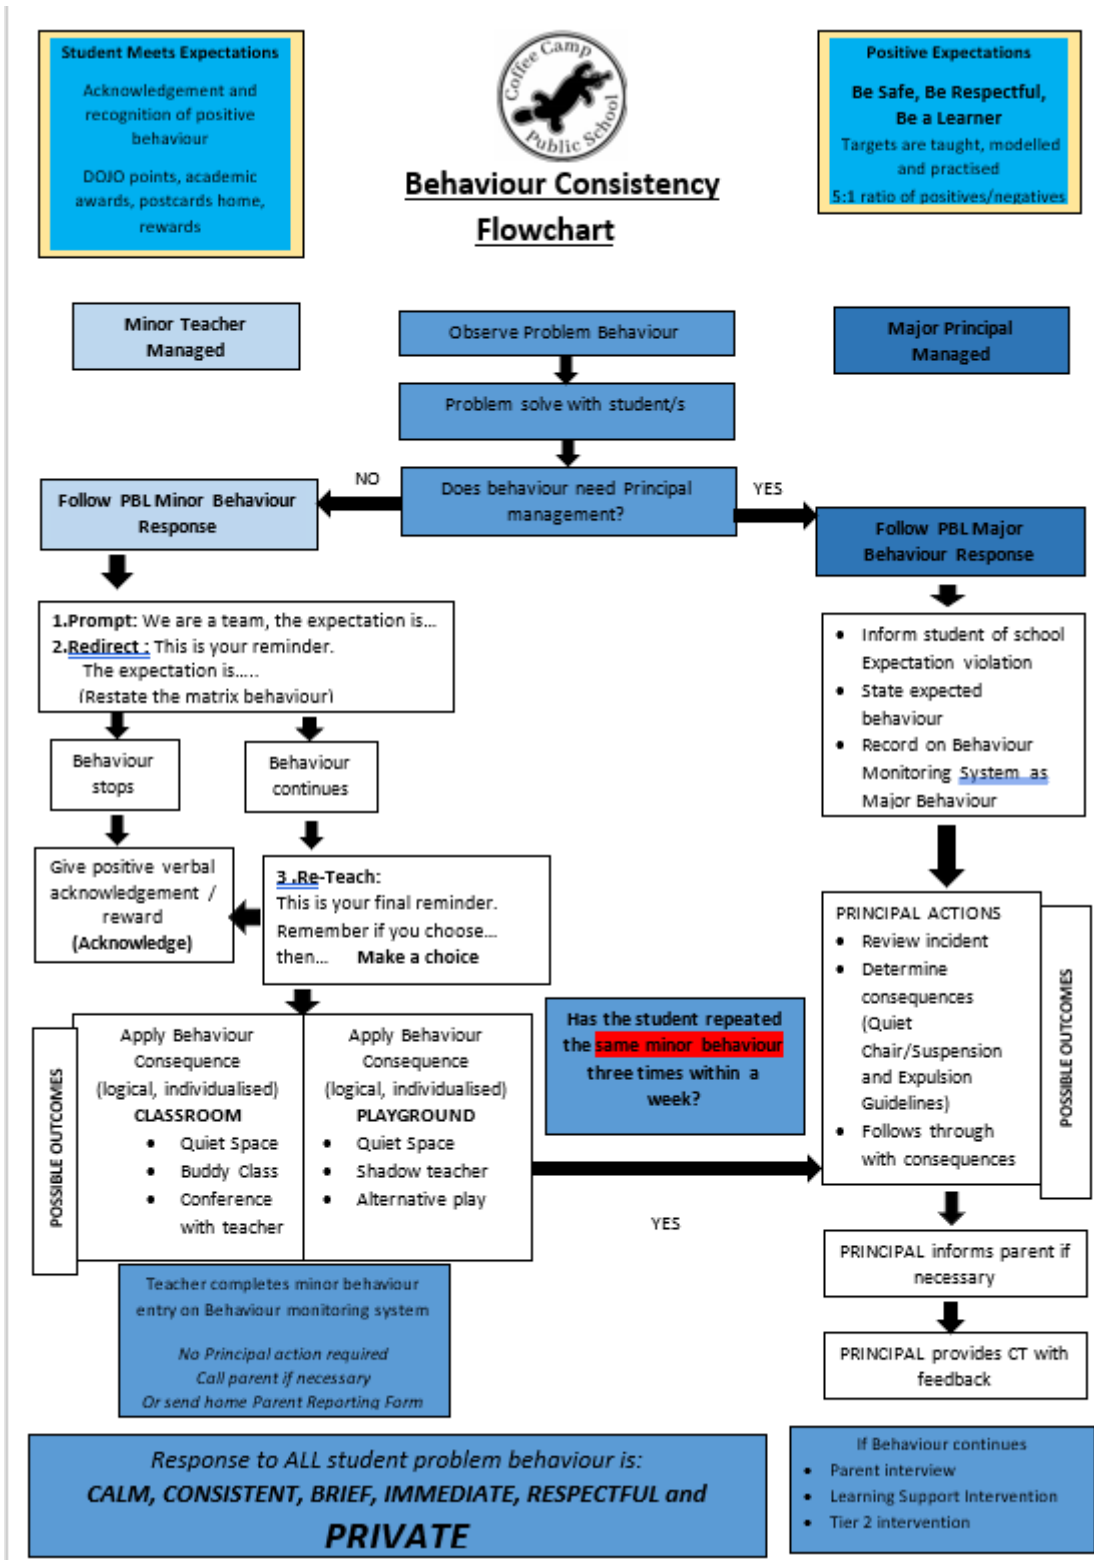 Student Meets Expectations
Acknowledgement and
recognition of positive
behaviour
DOJO points, academic
awards, postcards home,
rewards
Coffee Camp
Public School
Behaviour Consistency
Flowchart
Positive Expectations
Be Safe, Be Respectful,
Be a Learner
Targets are taught, modelled
and practised
5:1 ratio of positives/negatives
Minor Teacher
Managed
Observe Problem Behaviour
Major Principal
Managed
Problem solve with student/s
Does behaviour need Principal
management?
NO
YES
Follow PBL Minor Behaviour
Response
Follow PBL Major
Behaviour Response
1.Prompt: We are a team, the expectation is...
2.Redirect : This is your reminder.
The expectation is.....
(Restate the matrix behaviour)
Behaviour
stops
Behaviour
continues
Give positive verbal
acknowledgement /
reward
(Acknowledge)
3 .Re-Teach:
This is your final reminder.
Remember if you choose...
then... Make a choice
• Inform student of school
Expectation violation
• State expected
behaviour
• Record on Behaviour
Monitoring System as
Major Behaviour
POSSIBLE OUTCOMES
Apply Behaviour
Consequence
(logical, individualised)
CLASSROOM
• Quiet Space
• Buddy Class
• Conference
with teacher
Apply Behaviour
Consequence
(logical, individualised)
PLAYGROUND
• Quiet Space
• Shadow teacher
• Alternative play
Has the student repeated
the same minor behaviour
three times within a
week?
YES
PRINCIPAL ACTIONS
• Review incident
• Determine
consequences
(Quiet
Chair/Suspension
and Expulsion
Guidelines)
• Follows through
with consequences
POSSIBLE OUTCOMES
PRINCIPAL informs parent if
necessary
PRINCIPAL provides CT with
feedback
Teacher completes minor behaviour
entry on Behaviour monitoring system
No Principal action required
Call parent if necessary
Or send home Parent Reporting Form
Response to ALL student problem behaviour is:
CALM, CONSISTENT, BRIEF, IMMEDIATE, RESPECTFUL and
PRIVATE
If Behaviour continues
• Parent interview
• Learning Support Intervention
• Tier 2 intervention